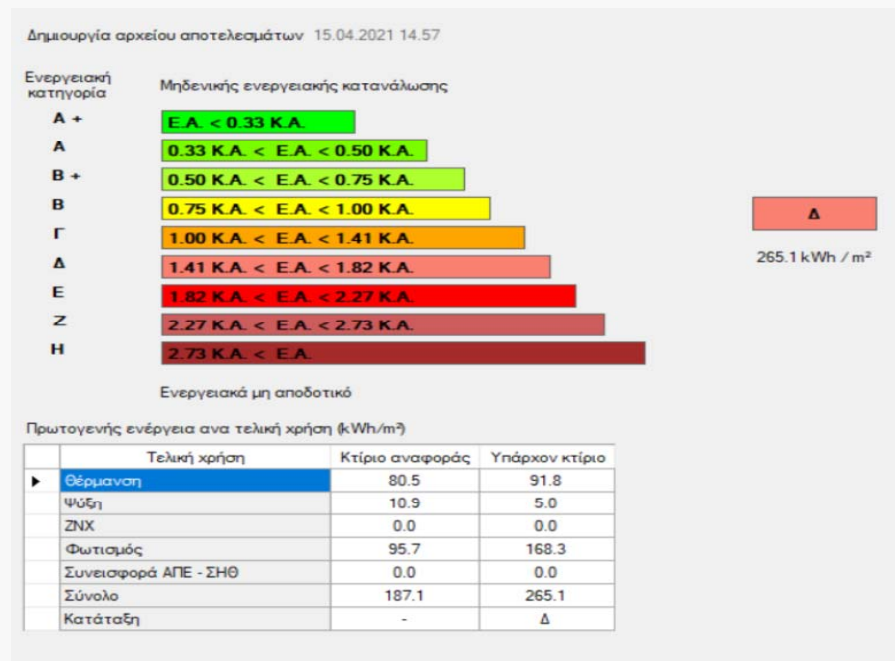 Δημιουργία αρχείου αποτελεσμάτων 15.04.2021 14.57
Ενεργειακή κατηγορία
Μηδενικής ενεργειακής κατανάλωσης
Α + Ε.Α. < 0.33 Κ.Α.
Α 0.33 Κ.Α. < Ε.Α. < 0.50 Κ.Α.
Β + 0.50 Κ.Α. < Ε.Α. < 0.75 Κ.Α.
Β 0.75 Κ.Α. < Ε.Α. < 1.00 Κ.Α.
Γ 1.00 Κ.Α. < Ε.Α. < 1.41 Κ.Α.
Δ 1.41 Κ.Α. < Ε.Α. < 1.82 Κ.Α.
Ε 1.82 Κ.Α. < Ε.Α. < 2.27 Κ.Α.
Ζ 2.27 Κ.Α. < Ε.Α. < 2.73 Κ.Α.
Η 2.73 Κ.Α. < Ε.Α.
Δ
265.1 kWh / m²
Ενεργειακά μη αποδοτικό
Πρωτογενής ενέργεια ανα τελική χρήση (kWh/m²)
Τελική χρήση Κτίριο αναφοράς Υπάρχον κτίριο
Θέρμανση 80.5 91.8
Ψύξη 10.9 5.0
ΖΝΧ 0.0 0.0
Φωτισμός 95.7 168.3
Συνεισφορά ΑΠΕ - ΣΗΘ 0.0 0.0
Σύνολο 187.1 265.1
Κατάταξη - Δ